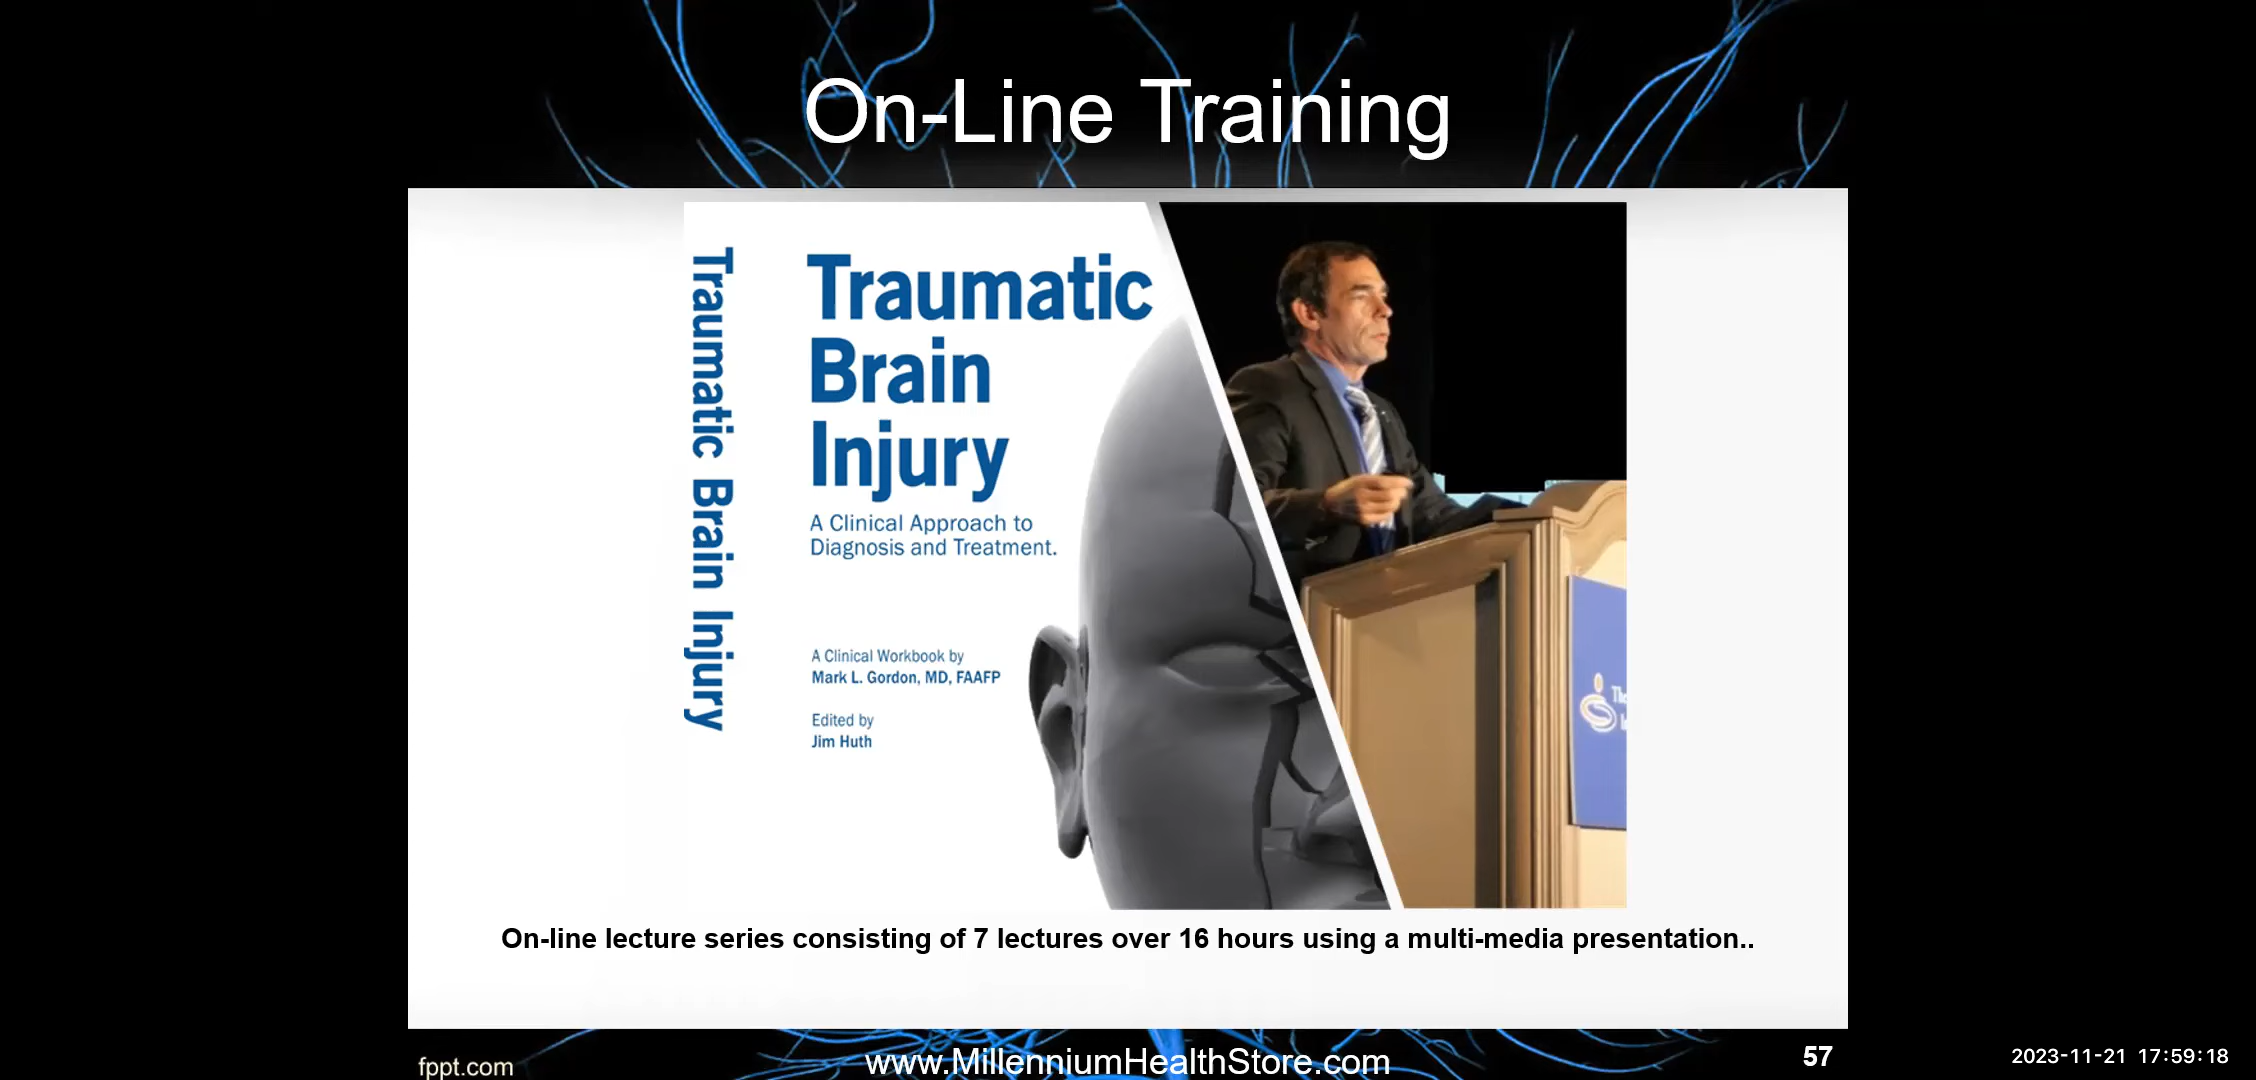 On-Line Training
Traumatic Brain Injury
Traumatic
Brain
Injury
A Clinical Approach to
Diagnosis and Treatment.
A Clinical Workbook by
Mark L. Gordon, MD, FAAFP
Edited by
Jim Huth
On-line lecture series consisting of 7 lectures over 16 hours using a multi-media presentation..
fppt.com
www.MillenniumHealthStore.com
57
2023-11-21 17:59:18